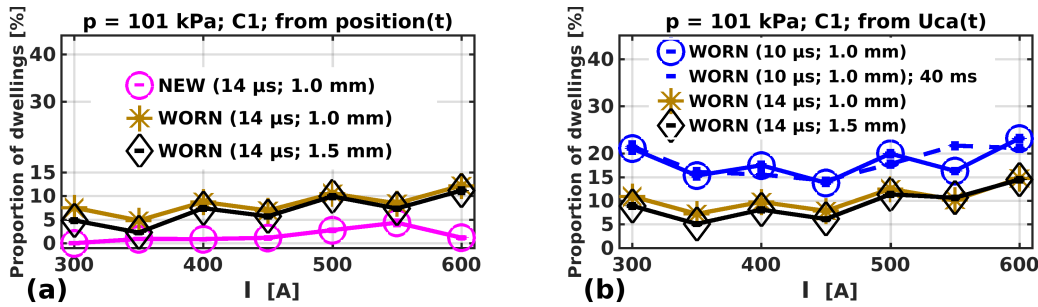 p = 101 kPa; C1; from position(t)
Proportion of dwellings [%]
40
30
15
10
5
0
NEW (14 µs; 1.0 mm)
WORN (14 µs; 1.0 mm)
WORN (14 µs; 1.5 mm)
300 400 500 600
I [A]
(a)
p = 101 kPa; C1; from Uca(t)
Proportion of dwellings [%]
40
30
20
15
10
5
0
WORN (10 µs; 1.0 mm)
WORN (10 µs; 1.0 mm); 40 ms
WORN (14 µs; 1.0 mm)
WORN (14 µs; 1.5 mm)
300 400 500 600
I [A]
(b)